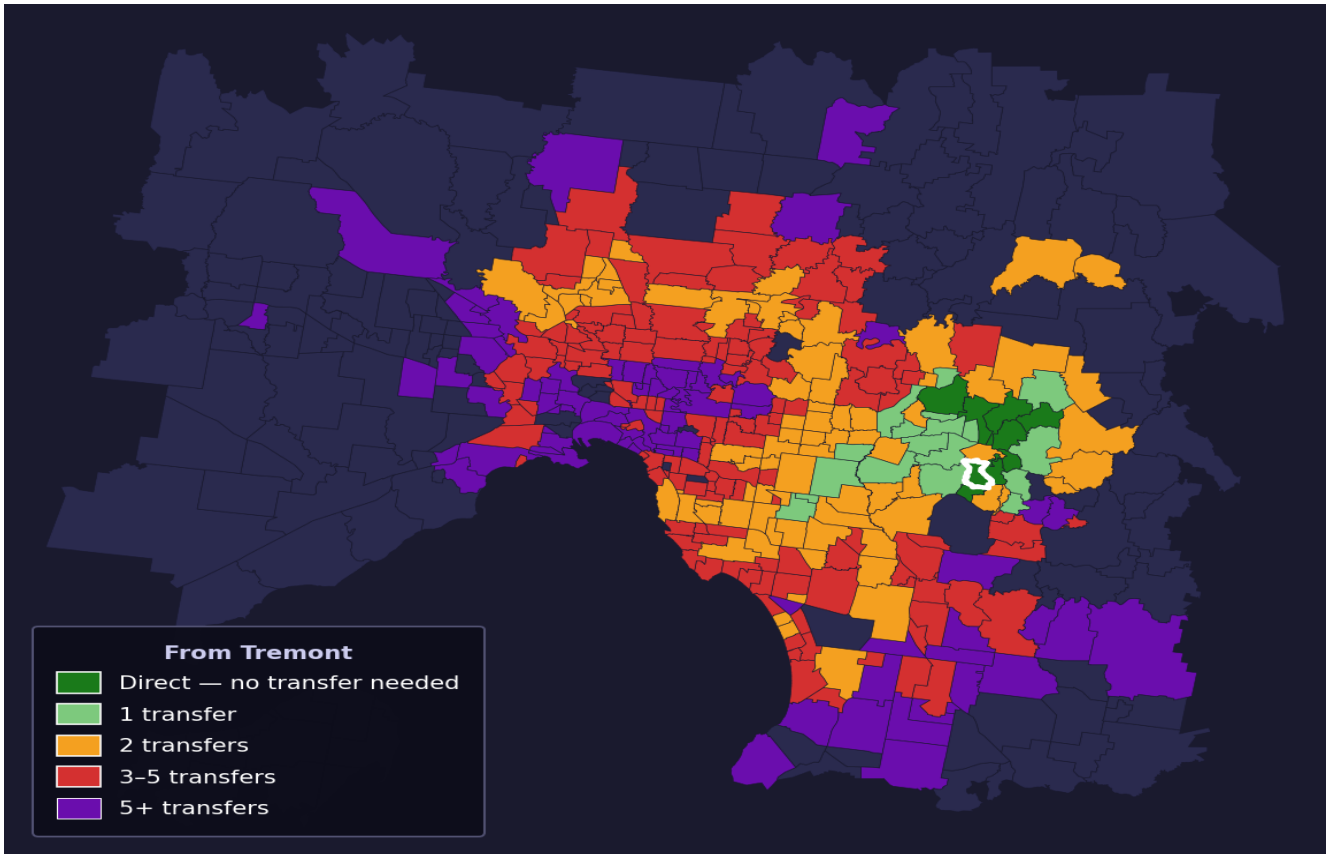 From Tremont
Direct — no transfer needed
1 transfer
2 transfers
3–5 transfers
5+ transfers